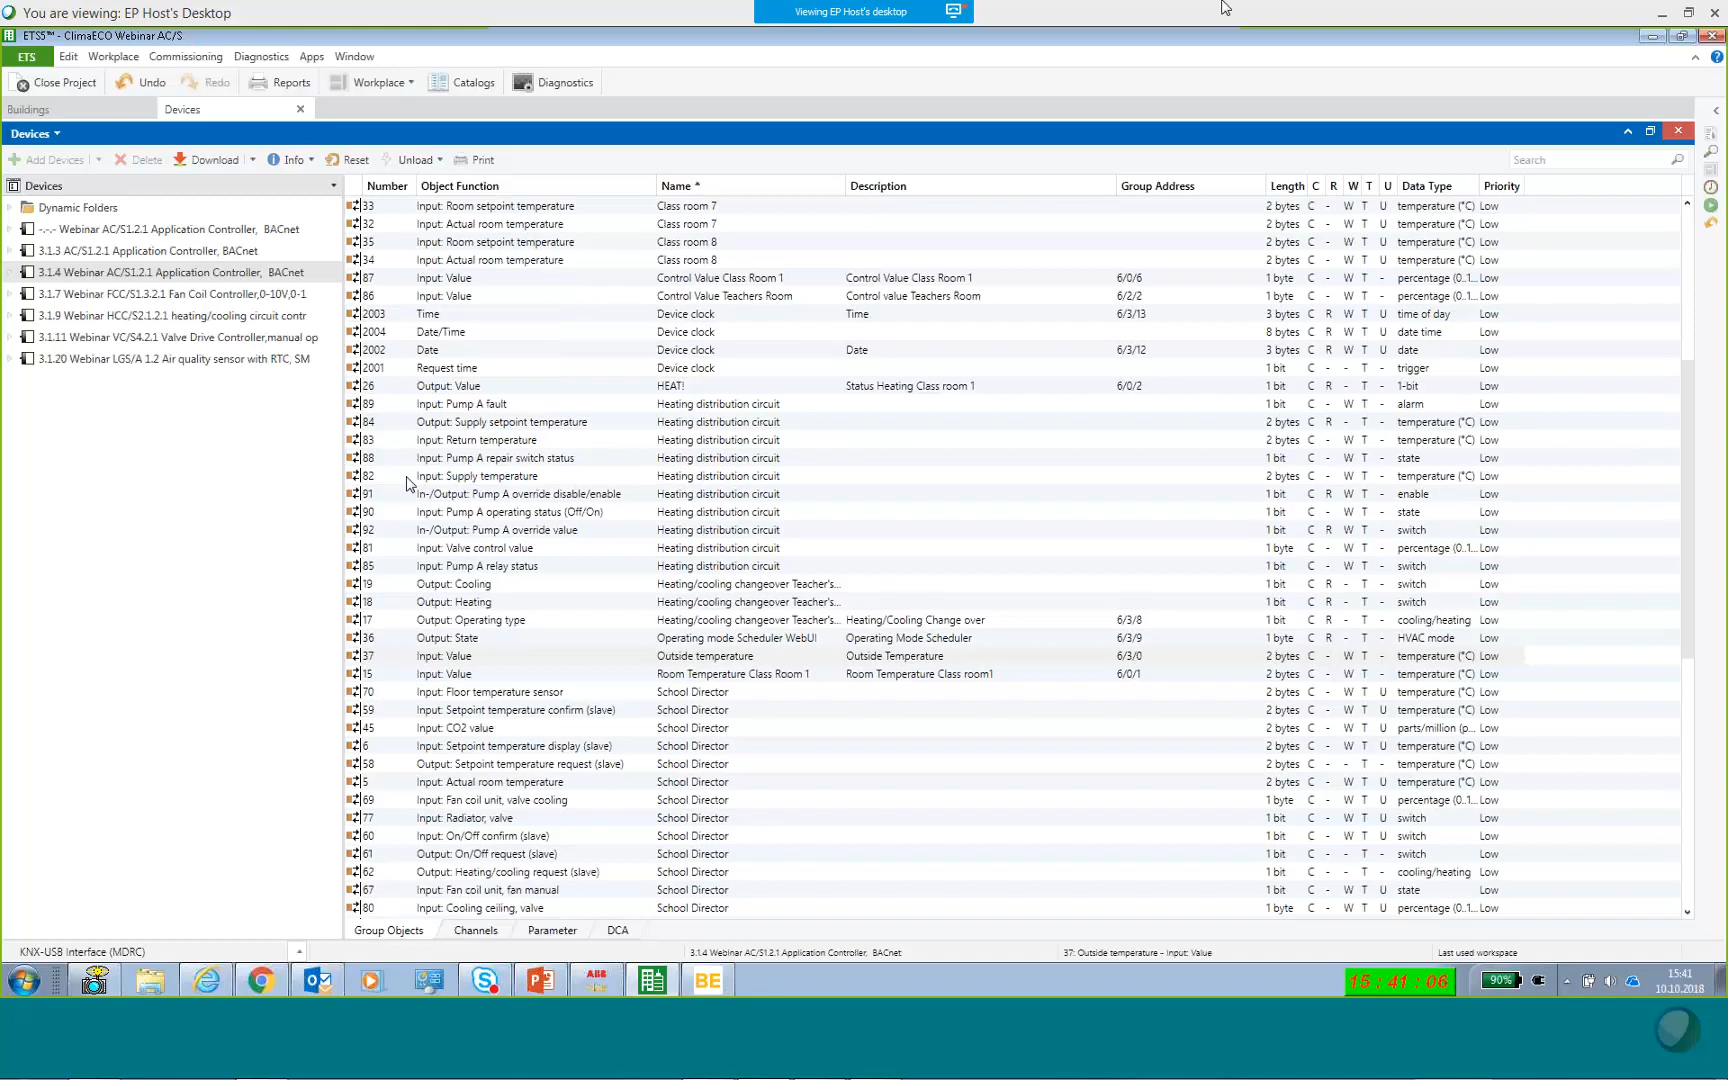 You are viewing: EP Host's Desktop
Viewing EP Host's desktop
ETS5™ - ClimaECO Webinar AC/S
ETS Edit Workplace Commissioning Diagnostics Apps Window
Close Project Undo Redo Reports Workplace Catalogs Diagnostics
Buildings Devices
Devices
Add Devices Delete Download Info Reset Unload Print Search
Devices
Dynamic Folders
-.-.- Webinar AC/S1.2.1 Application Controller, BACnet
3.1.3 AC/S1.2.1 Application Controller, BACnet
3.1.4 Webinar AC/S1.2.1 Application Controller, BACnet
3.1.7 Webinar FCC/S1.3.2.1 Fan Coil Controller,0-10V,0-1
3.1.9 Webinar HCC/S2.1.2.1 heating/cooling circuit contr
3.1.11 Webinar VC/S4.2.1 Valve Drive Controller,manual op
3.1.20 Webinar LGS/A 1.2 Air quality sensor with RTC, SM
Number Object Function Name Description Group Address Length C R W T U Data Type Priority
33 Input: Room setpoint temperature Class room 7 2 bytes C - W T U temperature (°C) Low
32 Input: Actual room temperature Class room 7 2 bytes C - W T U temperature (°C) Low
35 Input: Room setpoint temperature Class room 8 2 bytes C - W T U temperature (°C) Low
34 Input: Actual room temperature Class room 8 2 bytes C - W T U temperature (°C) Low
87 Input: Value Control Value Class Room 1 Control Value Class Room 1 6/0/6 1 byte C - W T U percentage (0..1... Low
86 Input: Value Control Value Teachers Room Control value Teachers Room 6/2/2 1 byte C - W T U percentage (0..1... Low
2003 Time Device clock Time 6/3/13 3 bytes C R W T U time of day Low
2004 Date/Time Device clock 8 bytes C R W T U date time Low
2002 Date Device clock Date 6/3/12 3 bytes C R W T U date Low
2001 Request time Device clock 1 bit C - W T - trigger Low
26 Output: Value HEAT! Status Heating Class room 1 6/0/2 1 bit C R - T - 1-bit Low
89 Input: Pump A fault Heating distribution circuit 1 bit C - W T - alarm Low
84 Output: Supply setpoint temperature Heating distribution circuit 2 bytes C R - T - temperature (°C) Low
83 Input: Return temperature Heating distribution circuit 2 bytes C - W T - temperature (°C) Low
88 Input: Pump A repair switch status Heating distribution circuit 1 bit C - W T - state Low
82 Input: Supply temperature Heating distribution circuit 2 bytes C - W T - temperature (°C) Low
91 In-/Output: Pump A override disable/enable Heating distribution circuit 1 bit C R W T - enable Low
90 Input: Pump A operating status (Off/On) Heating distribution circuit 1 bit C - W T - state Low
92 In-/Output: Pump A override value Heating distribution circuit 1 bit C R W T - switch Low
81 Input: Valve control value Heating distribution circuit 1 byte C - W T - percentage (0..1... Low
85 Input: Pump A relay status Heating distribution circuit 1 bit C - W T - switch Low
19 Output: Cooling Heating/cooling changeover Teacher's... 1 bit C R - T - switch Low
18 Output: Heating Heating/cooling changeover Teacher's... 1 bit C R - T - switch Low
17 Output: Operating type Heating/cooling changeover Teacher's... Heating/Cooling Change over 6/3/8 1 bit C R - T - cooling/heating Low
36 Output: State Operating mode Scheduler WebUI Operating Mode Scheduler 6/3/9 1 byte C R - T - HVAC mode Low
37 Input: Value Outside temperature Outside Temperature 6/3/0 2 bytes C - W T U temperature (°C) Low
15 Input: Value Room Temperature Class Room 1 Room Temperature Class room1 6/0/1 2 bytes C - W T U temperature (°C) Low
70 Input: Floor temperature sensor School Director 2 bytes C - W T U temperature (°C) Low
59 Input: Setpoint temperature confirm (slave) School Director 2 bytes C - W T U temperature (°C) Low
45 Input: CO2 value School Director 2 bytes C - W T U parts/million (p... Low
6 Input: Setpoint temperature display (slave) School Director 2 bytes C - W T U temperature (°C) Low
58 Output: Setpoint temperature request (slave) School Director 2 bytes C - - T - temperature (°C) Low
5 Input: Actual room temperature School Director 2 bytes C - W T U temperature (°C) Low
69 Input: Fan coil unit, valve cooling School Director 1 byte C - W T U percentage (0..1... Low
77 Input: Radiator, valve School Director 1 bit C - W T U switch Low
60 Input: On/Off confirm (slave) School Director 1 bit C - W T U switch Low
61 Output: On/Off request (slave) School Director 1 bit C - - T - switch Low
62 Output: Heating/cooling request (slave) School Director 1 bit C - - T - cooling/heating Low
67 Input: Fan coil unit, fan manual School Director 1 bit C - W T U state Low
80 Input: Cooling ceiling, valve School Director 1 byte C - W T U percentage (0..1... Low
Group Objects Channels Parameter DCA
KNX-USB Interface (MDRC) 3.1.4 Webinar AC/S1.2.1 Application Controller, BACnet 37: Outside temperature - Input: Value Last used workspace
ABB BE 15:41:06 90% 15:41
10.10.2018